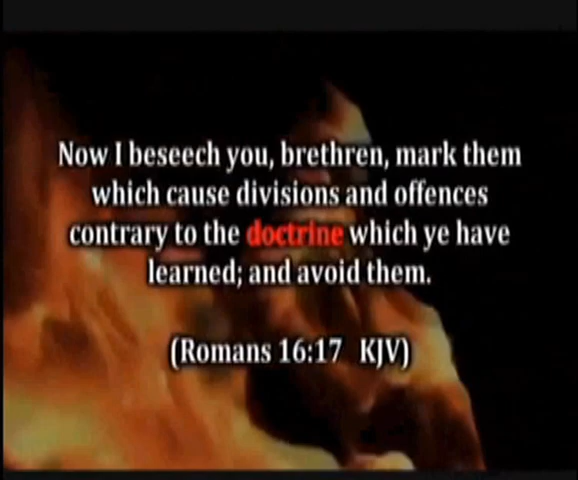 Now I beseech you, brethren, mark them
which cause divisions and offences
contrary to the doctrine which ye have
learned; and avoid them.
(Romans 16:17 KJV)